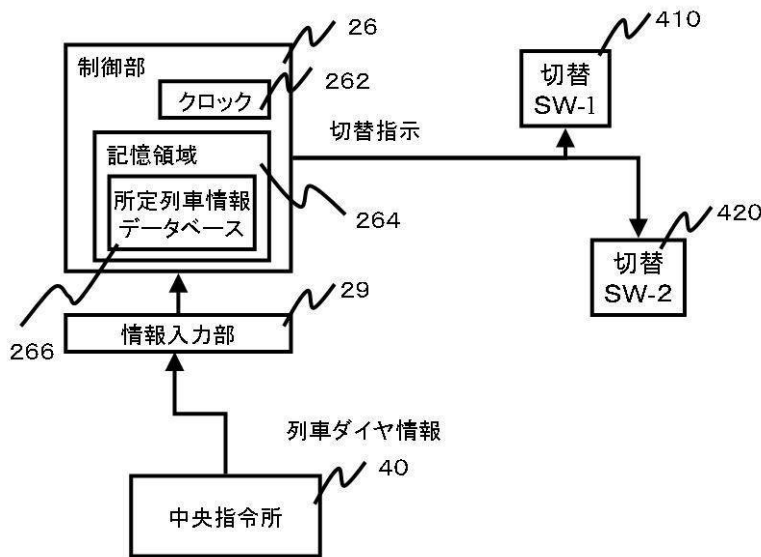 26
410
制御部
262
クロック
切替
SW-1
切替指示
記憶領域
所定列車情報
データベース
264
420
切替
SW-2
29
情報入力部
266
列車ダイヤ情報
40
中央指令所